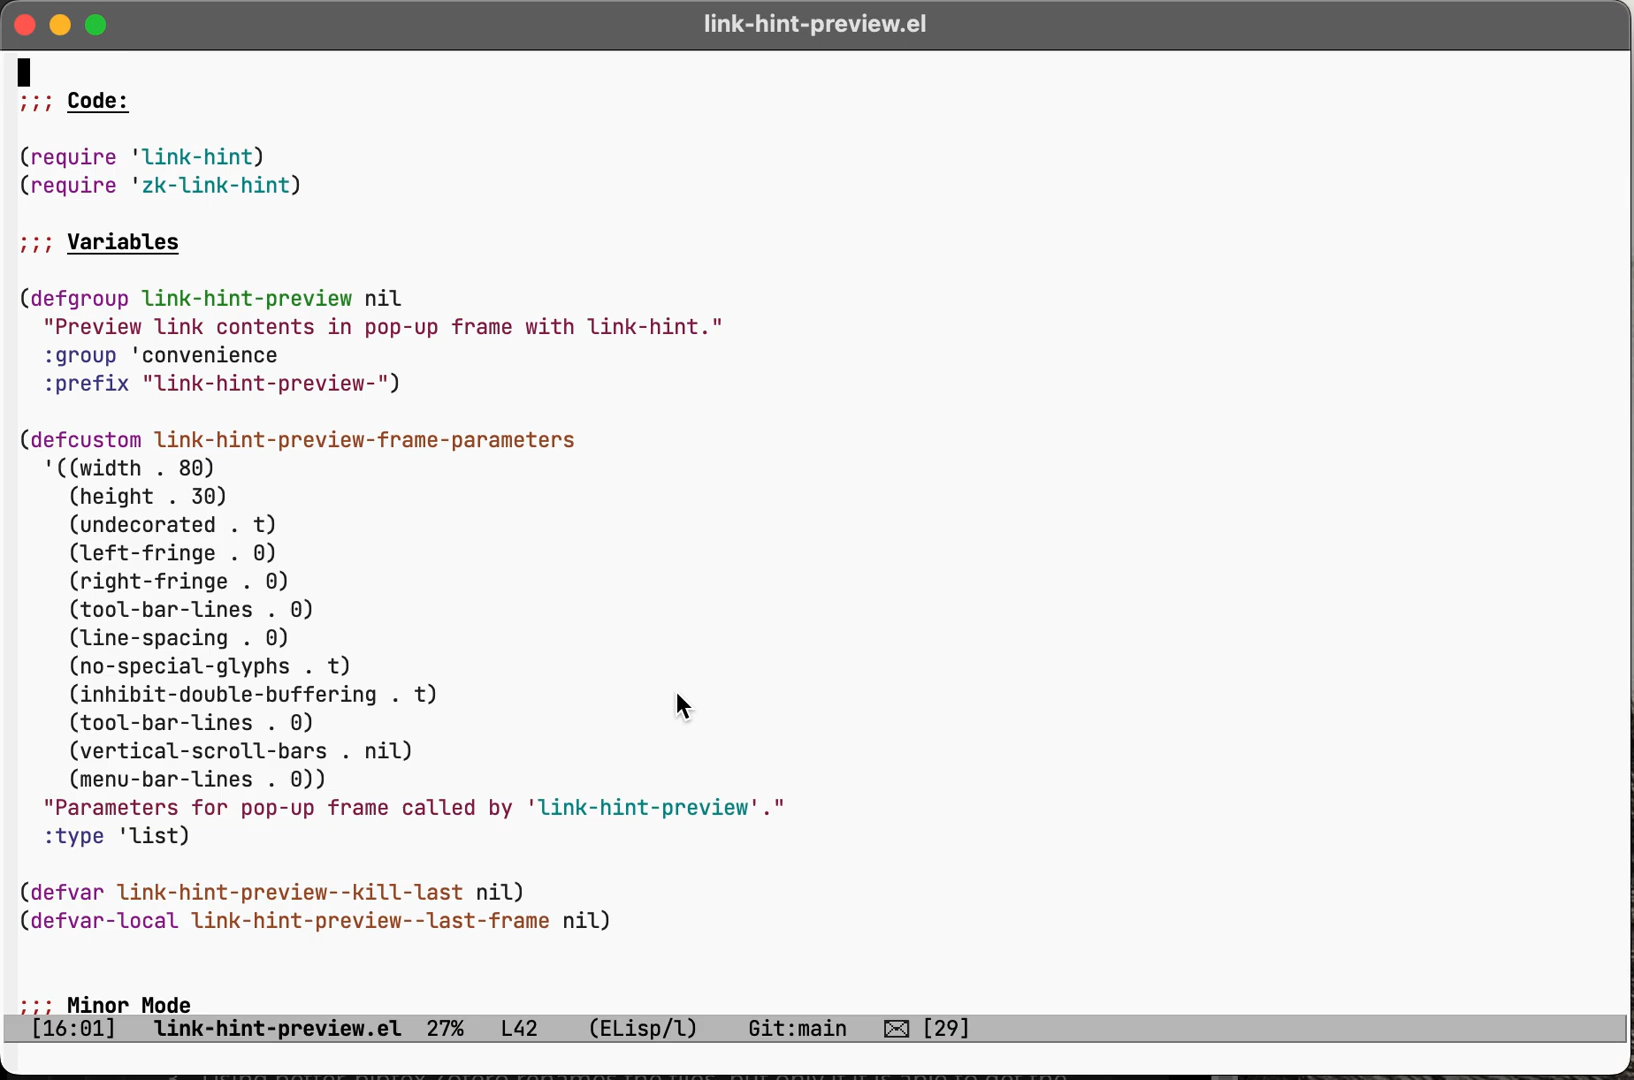 link-hint-preview.el
;;; Code:
(require 'link-hint)
(require 'zk-link-hint)
;;; Variables
(defgroup link-hint-preview nil
"Preview link contents in pop-up frame with link-hint."
:group 'convenience
:prefix "link-hint-preview-")
(defcustom link-hint-preview-frame-parameters
'((width . 80)
(height . 30)
(undecorated . t)
(left-fringe . 0)
(right-fringe . 0)
(tool-bar-lines . 0)
(line-spacing . 0)
(no-special-glyphs . t)
(inhibit-double-buffering . t)
(tool-bar-lines . 0)
(vertical-scroll-bars . nil)
(menu-bar-lines . 0))
"Parameters for pop-up frame called by 'link-hint-preview'."
:type 'list)
(defvar link-hint-preview--kill-last nil)
(defvar-local link-hint-preview--last-frame nil)
;;; Minor Mode
[16:01] link-hint-preview.el 27% L42 (ELisp/l) Git:main [29]